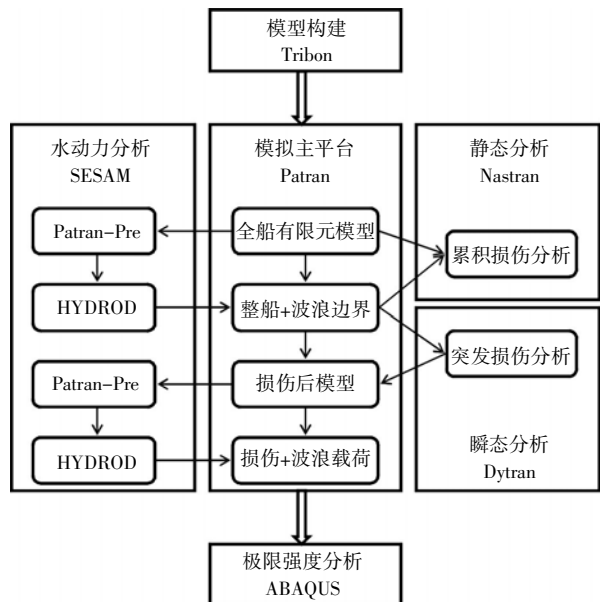 模型构建
Tribon
水动力分析
SESAM
Patran-Pre
HYDROD
Patran-Pre
HYDROD
模拟主平台
Patran
全船有限元模型
整船+波浪边界
损伤后模型
损伤+波浪载荷
静态分析
Nastran
累积损伤分析
突发损伤分析
瞬态分析
Dytran
极限强度分析
ABAQUS